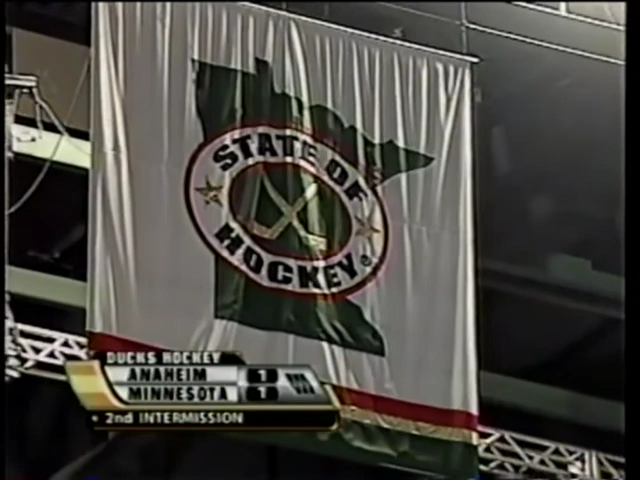 STATE OF
HOCKEY
DUCKS HOCKEY
ANAHEIM 1
MINNESOTA 1
2nd INTERMISSION